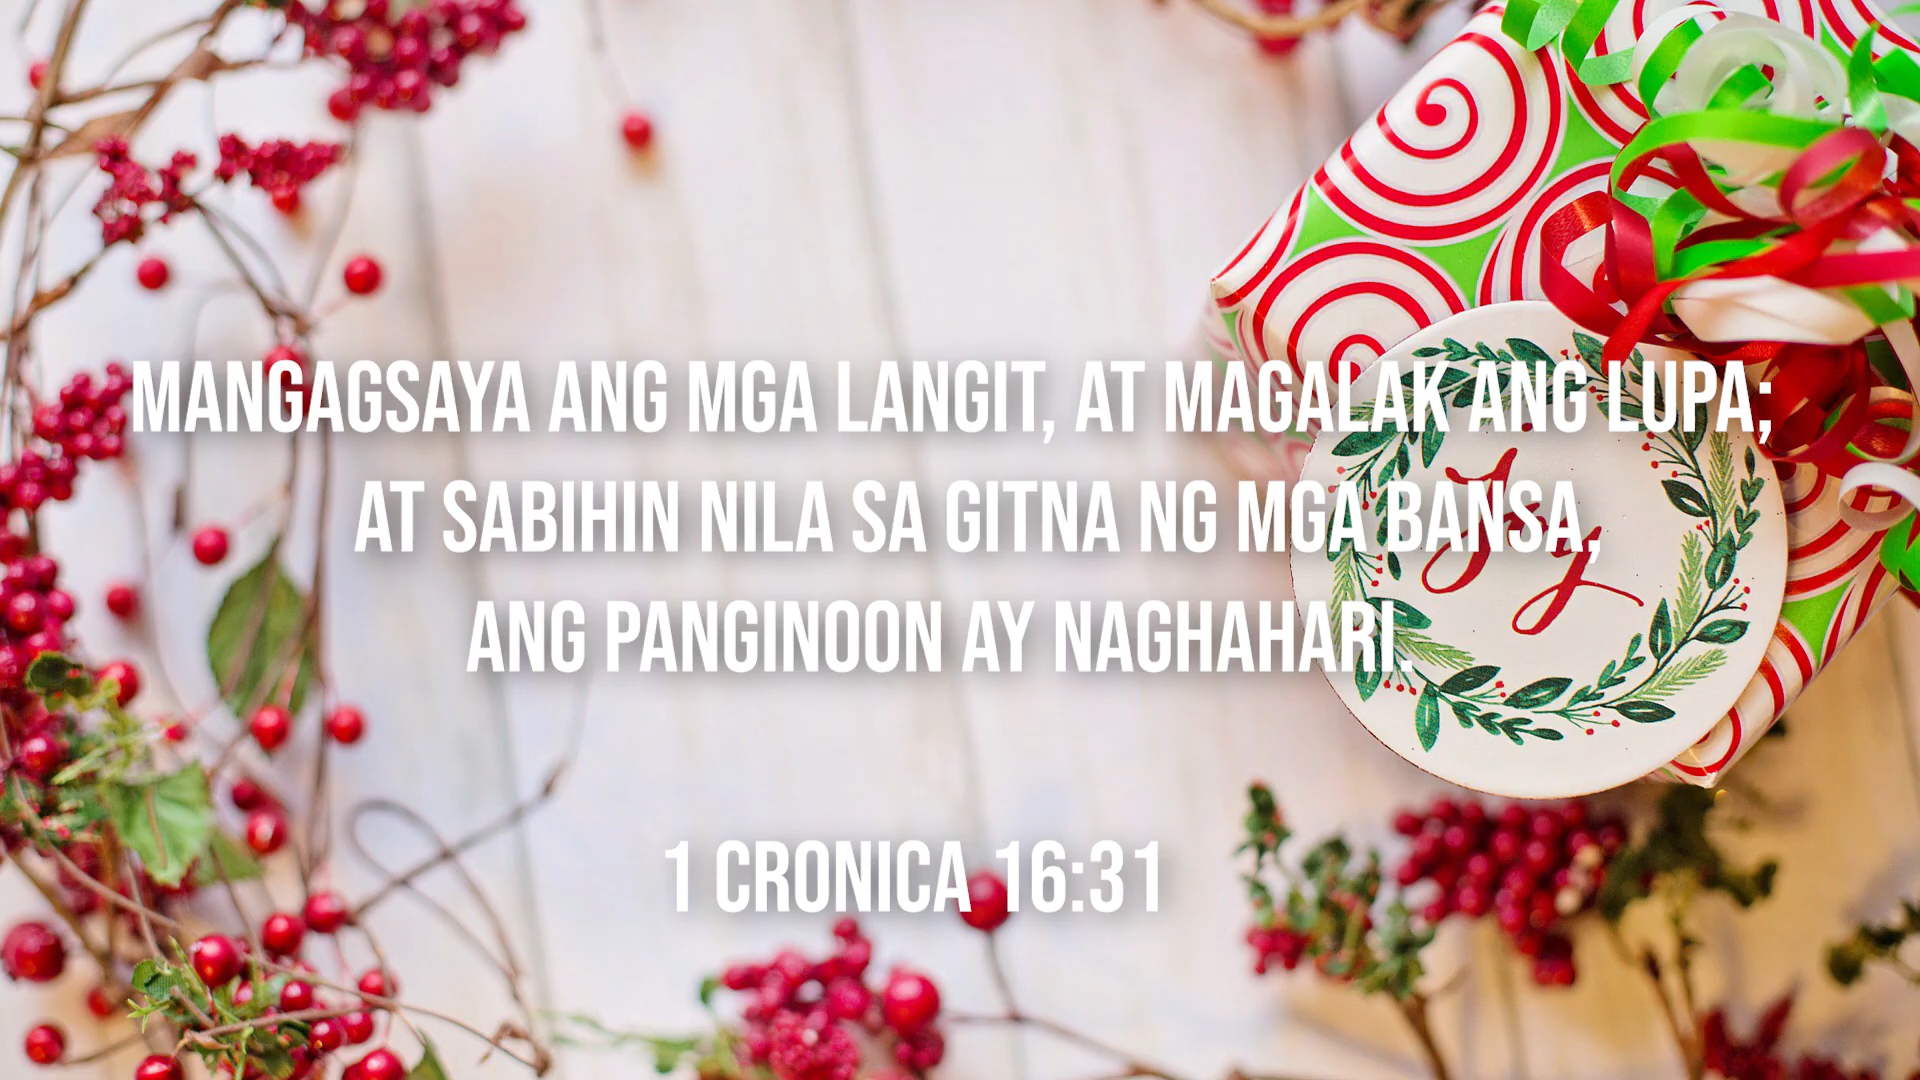 MANGAGSAYA ANG MGA LANGIT, AT MAGALAK ANG LUPA;
AT SABIHIN NILA SA GITNA NG MGA BANSA,
ANG PANGINOON AY NAGHAHARI.
Joy
1 CRONICA 16:31